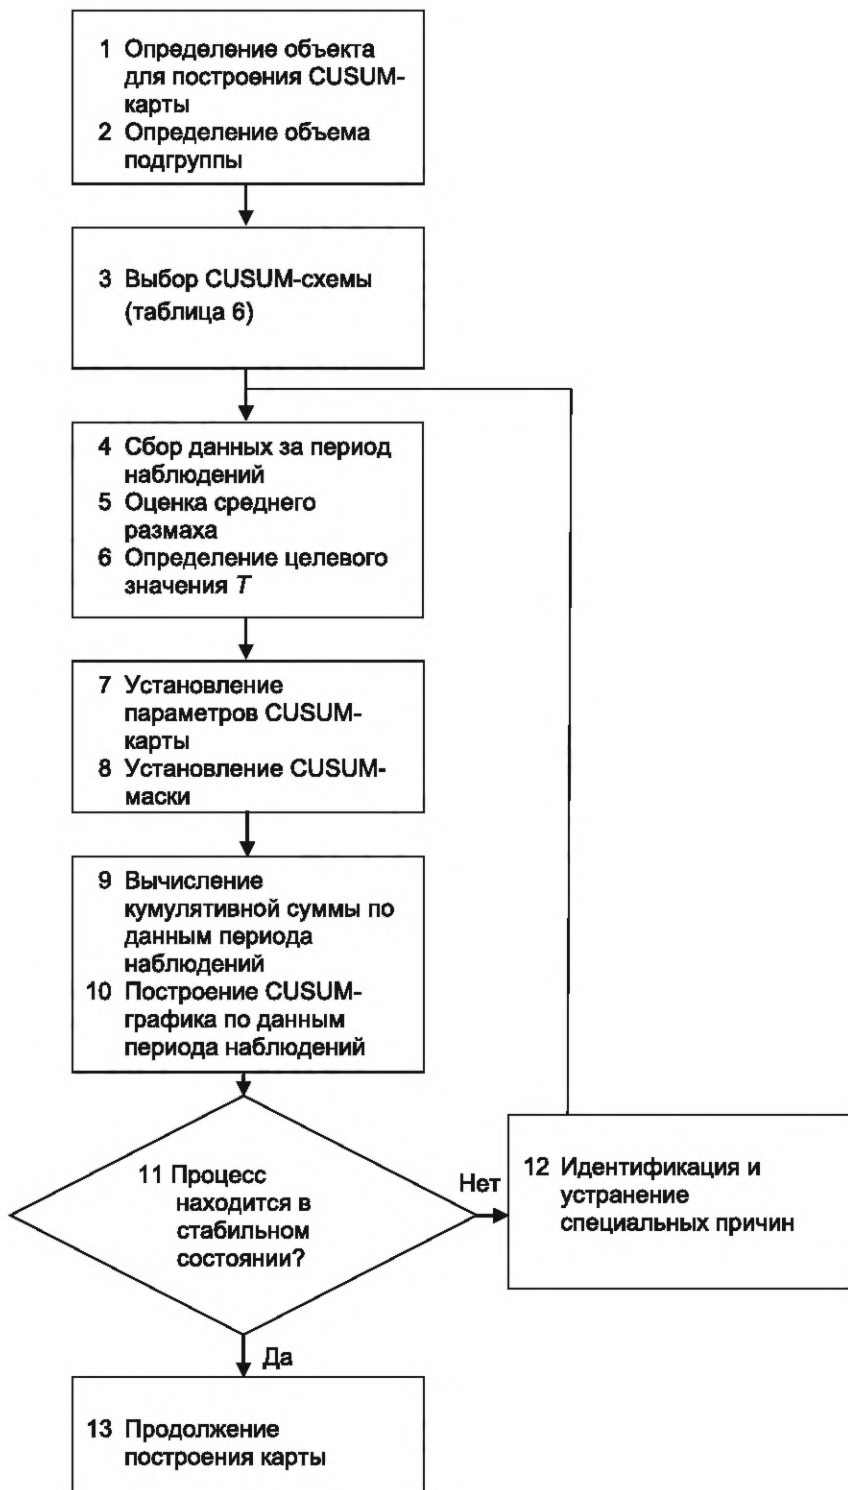 1 Определение объекта
для построения CUSUM-
карты
2 Определение объема
подгруппы
3 Выбор CUSUM-схемы
(таблица 6)
4 Сбор данных за период
наблюдений
5 Оценка среднего
размаха
6 Определение целевого
значения T
7 Установление
параметров CUSUM-
карты
8 Установление CUSUM-
маски
9 Вычисление
кумулятивной суммы по
данным периода
наблюдений
10 Построение CUSUM-
графика по данным
периода наблюдений
11 Процесс
находится в
стабильном
состоянии?
Нет
12 Идентификация и
устранение
специальных причин
Да
13 Продолжение
построения карты